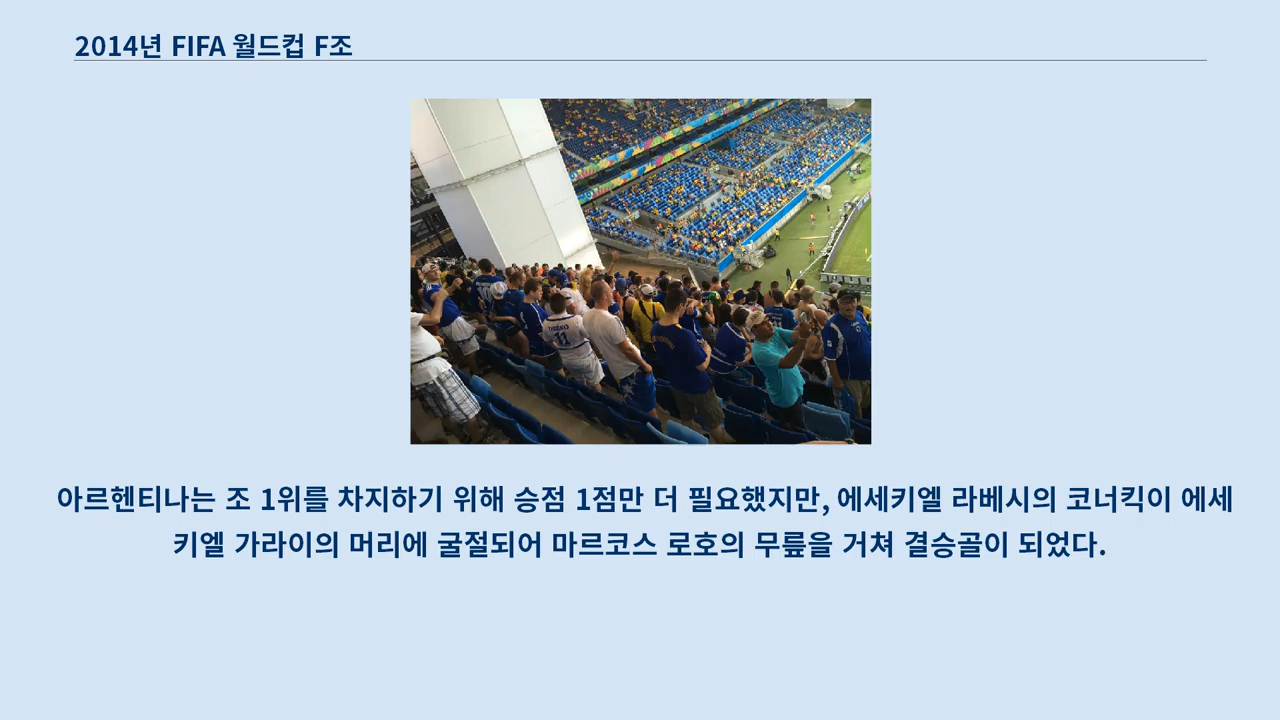 2014년 FIFA 월드컵 F조
DŽEKO
11
아르헨티나는 조 1위를 차지하기 위해 승점 1점만 더 필요했지만, 에세키엘 라베시의 코너킥이 에세
키엘 가라이의 머리에 굴절되어 마르코스 로호의 무릎을 거쳐 결승골이 되었다.